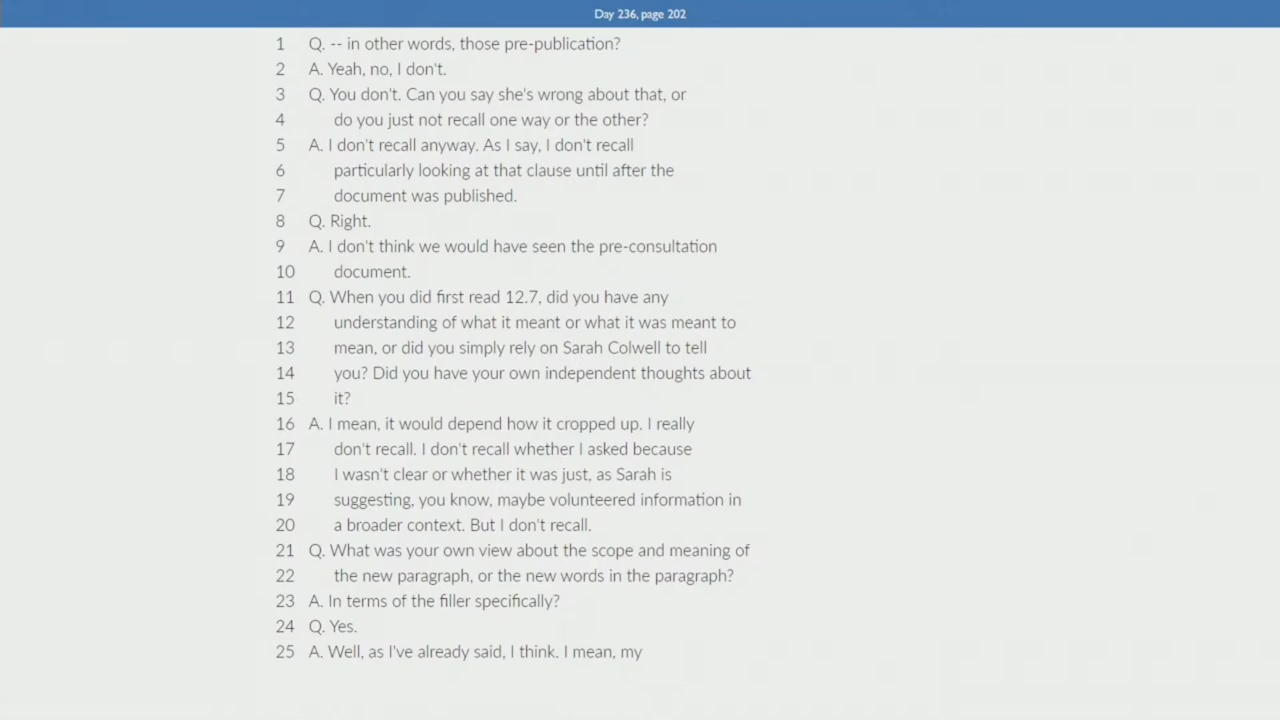 Day 236, page 202
1 Q. -- in other words, those pre-publication?
2 A. Yeah, no, I don't.
3 Q. You don't. Can you say she's wrong about that, or
4 do you just not recall one way or the other?
5 A. I don't recall anyway. As I say, I don't recall
6 particularly looking at that clause until after the
7 document was published.
8 Q. Right.
9 A. I don't think we would have seen the pre-consultation
10 document.
11 Q. When you did first read 12.7, did you have any
12 understanding of what it meant or what it was meant to
13 mean, or did you simply rely on Sarah Colwell to tell
14 you? Did you have your own independent thoughts about
15 it?
16 A. I mean, it would depend how it cropped up. I really
17 don't recall. I don't recall whether I asked because
18 I wasn't clear or whether it was just, as Sarah is
19 suggesting, you know, maybe volunteered information in
20 a broader context. But I don't recall.
21 Q. What was your own view about the scope and meaning of
22 the new paragraph, or the new words in the paragraph?
23 A. In terms of the filler specifically?
24 Q. Yes.
25 A. Well, as I've already said, I think. I mean, my